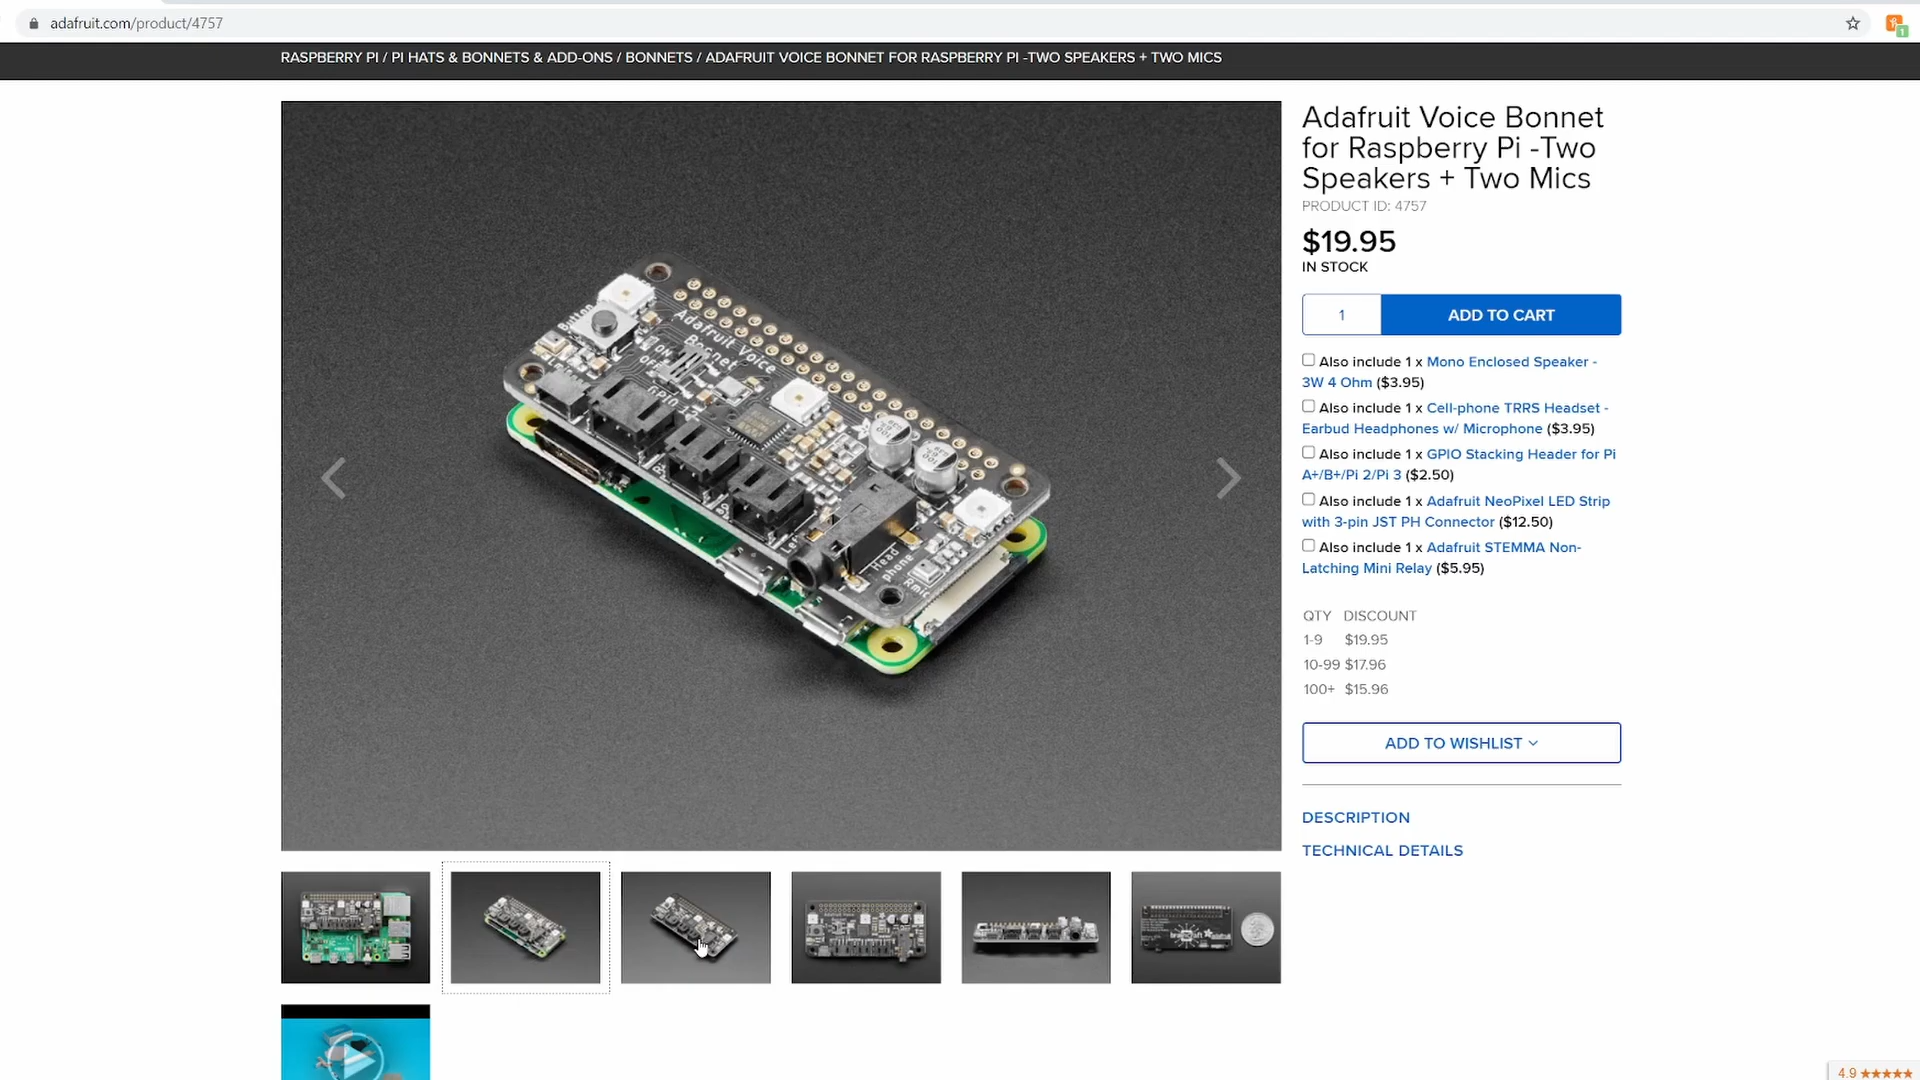 adafruit.com/product/4757
1
RASPBERRY PI / PI HATS & BONNETS & ADD-ONS / BONNETS / ADAFRUIT VOICE BONNET FOR RASPBERRY PI -TWO SPEAKERS + TWO MICS
Adafruit Voice Bonnet
for Raspberry Pi -Two
Speakers + Two Mics
PRODUCT ID: 4757
$19.95
IN STOCK
1
ADD TO CART
Also include 1 x Mono Enclosed Speaker -
3W 4 Ohm ($3.95)
Also include 1 x Cell-phone TRRS Headset -
Earbud Headphones w/ Microphone ($3.95)
Also include 1 x GPIO Stacking Header for Pi
A+/B+/Pi 2/Pi 3 ($2.50)
Also include 1 x Adafruit NeoPixel LED Strip
with 3-pin JST PH Connector ($12.50)
Also include 1 x Adafruit STEMMA Non-
Latching Mini Relay ($5.95)
QTY DISCOUNT
1-9 $19.95
10-99 $17.96
100+ $15.96
ADD TO WISHLIST
DESCRIPTION
TECHNICAL DETAILS
Button
ON
OFF
Adafruit Voice
Bonnet
Head
phone
Rmic
4.9